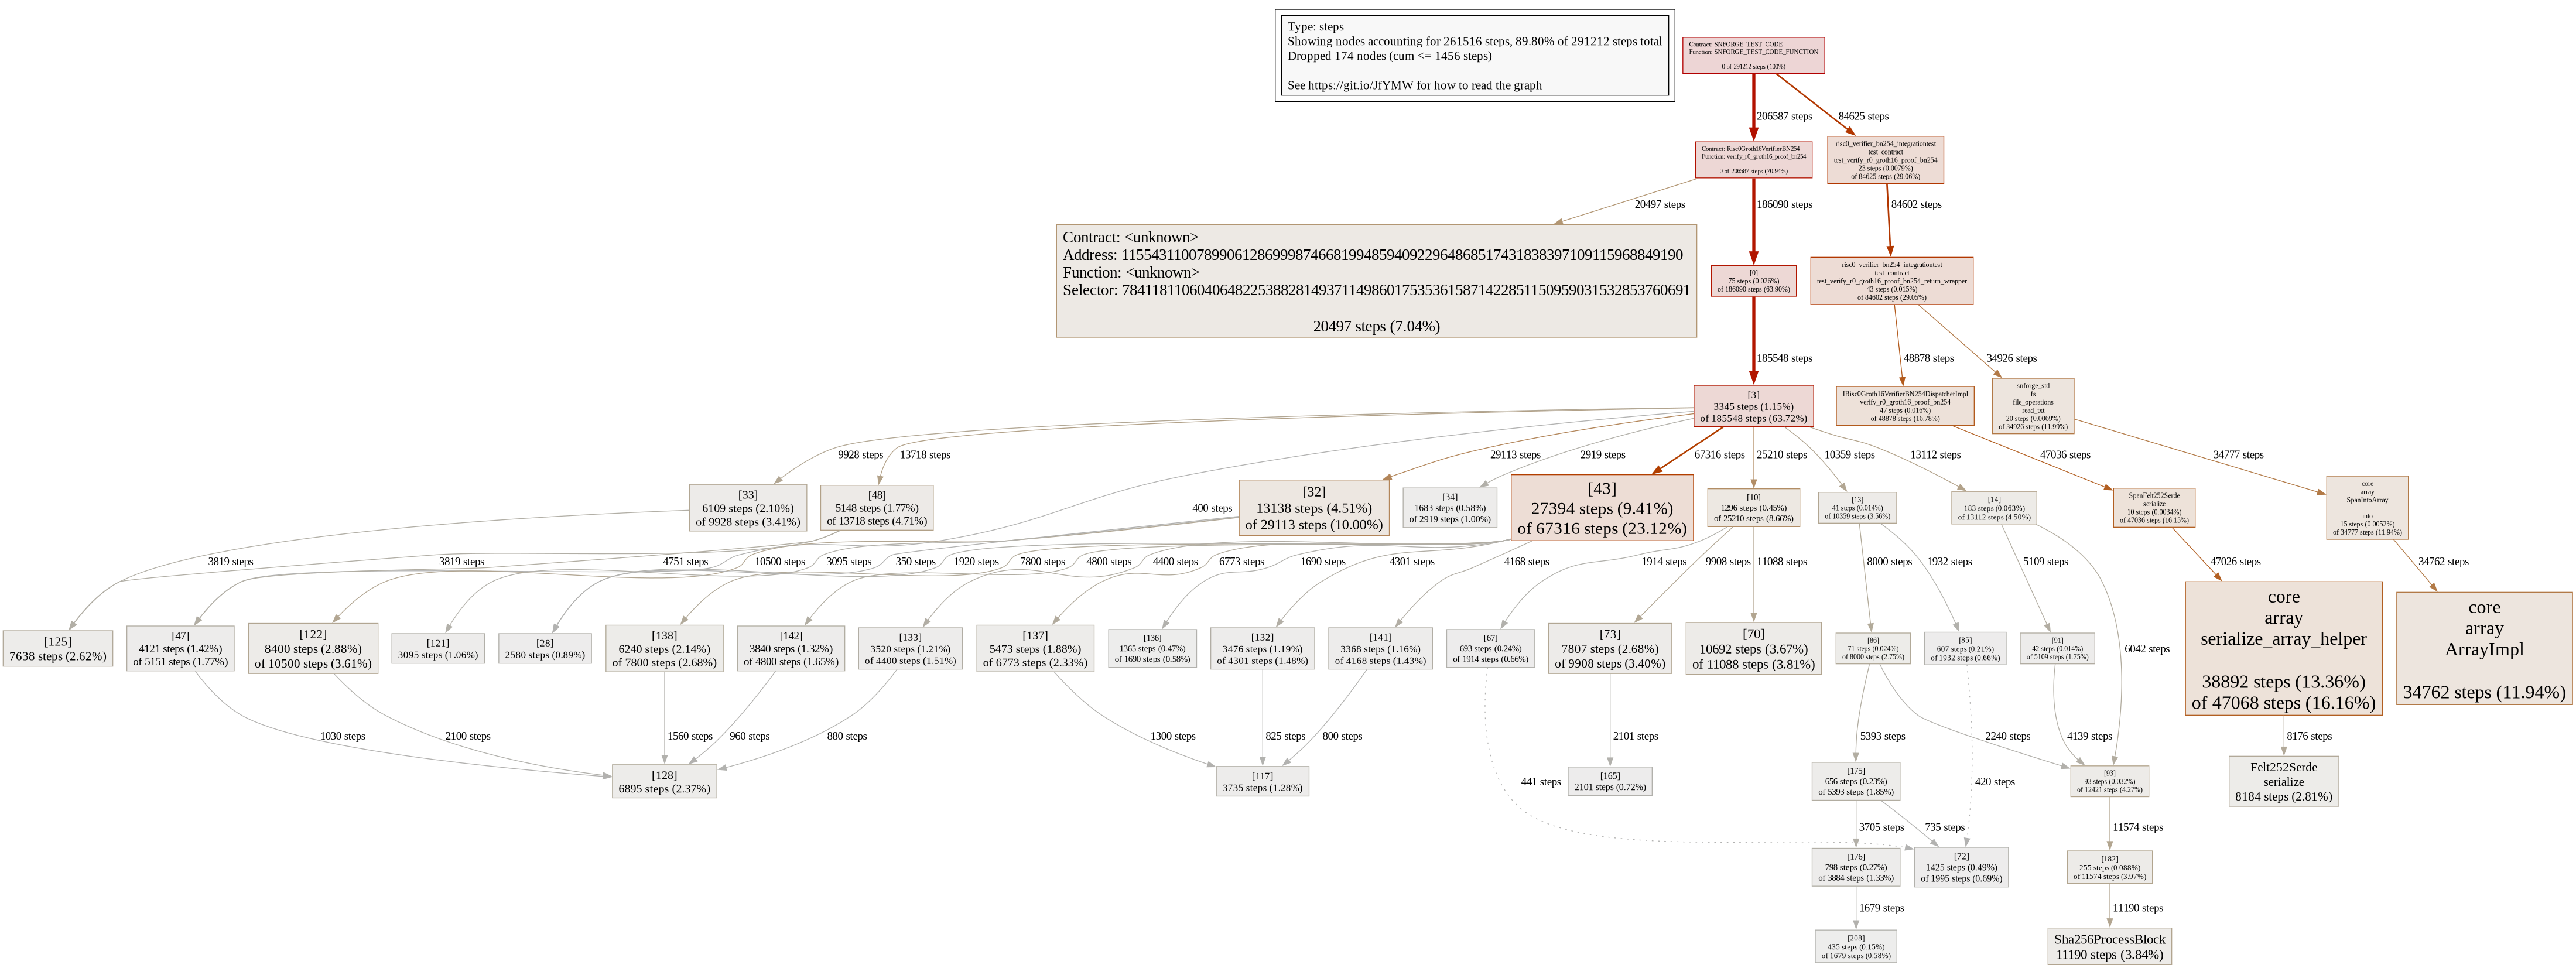 Type: steps
Showing nodes accounting for 261516 steps, 89.80% of 291212 steps total
Dropped 174 nodes (cum <= 1456 steps)
See https://git.io/JfYMW for how to read the graph
Contract: SNFORGE_TEST_CODE
Function: SNFORGE_TEST_CODE_FUNCTION
0 of 291212 steps (100%)
206587 steps
84625 steps
Contract: Risc0Groth16VerifierBN254
Function: verify_r0_groth16_proof_bn254
0 of 206587 steps (70.94%)
risc0_verifier_bn254_integrationtest
test_contract
test_verify_r0_groth16_proof_bn254
23 steps (0.0079%)
of 84625 steps (29.06%)
20497 steps
186090 steps
84602 steps
Contract: <unknown>
Address: 1155431100789906128699987466819948594092296486851743183839710911596884919​0
Function: <unknown>
Selector: 784118110604064822538828149371149860175353615871422851150959031532853760691
20497 steps (7.04%)
[0]
75 steps (0.026%)
of 186090 steps (63.90%)
risc0_verifier_bn254_integrationtest
test_contract
test_verify_r0_groth16_proof_bn254_return_wrapper
43 steps (0.015%)
of 84602 steps (29.05%)
185548 steps
48878 steps
34926 steps
[3]
3345 steps (1.15%)
of 185548 steps (63.72%)
IRisc0Groth16VerifierBN254DispatcherImpl
verify_r0_groth16_proof_bn254
47 steps (0.016%)
of 48878 steps (16.78%)
snforge_std
fs
file_operations
read_txt
20 steps (0.0069%)
of 34926 steps (11.99%)
9928 steps
13718 steps
400 steps
29113 steps
2919 steps
67316 steps
25210 steps
10359 steps
13112 steps
47036 steps
34777 steps
[33]
6109 steps (2.10%)
of 9928 steps (3.41%)
[48]
5148 steps (1.77%)
of 13718 steps (4.71%)
[32]
13138 steps (4.51%)
of 29113 steps (10.00%)
[34]
1683 steps (0.58%)
of 2919 steps (1.00%)
[43]
27394 steps (9.41%)
of 67316 steps (23.12%)
[10]
1296 steps (0.45%)
of 25210 steps (8.66%)
[13]
41 steps (0.014%)
of 10359 steps (3.56%)
[14]
183 steps (0.063%)
of 13112 steps (4.50%)
SpanFelt252Serde
serialize
10 steps (0.0034%)
of 47036 steps (16.15%)
core
array
SpanIntoArray
into
15 steps (0.0052%)
of 34777 steps (11.94%)
3819 steps
3819 steps
4751 steps
10500 steps
3095 steps
350 steps
1920 steps
7800 steps
4800 steps
4400 steps
6773 steps
1690 steps
4301 steps
4168 steps
1914 steps
9908 steps
11088 steps
8000 steps
1932 steps
5109 steps
6042 steps
47026 steps
34762 steps
[125]
7638 steps (2.62%)
[47]
4121 steps (1.42%)
of 5151 steps (1.77%)
[122]
8400 steps (2.88%)
of 10500 steps (3.61%)
[121]
3095 steps (1.06%)
[28]
2580 steps (0.89%)
[138]
6240 steps (2.14%)
of 7800 steps (2.68%)
[142]
3840 steps (1.32%)
of 4800 steps (1.65%)
[133]
3520 steps (1.21%)
of 4400 steps (1.51%)
[137]
5473 steps (1.88%)
of 6773 steps (2.33%)
[136]
1365 steps (0.47%)
of 1690 steps (0.58%)
[132]
3476 steps (1.19%)
of 4301 steps (1.48%)
[141]
3368 steps (1.16%)
of 4168 steps (1.43%)
[67]
693 steps (0.24%)
of 1914 steps (0.66%)
[73]
7807 steps (2.68%)
of 9908 steps (3.40%)
[70]
10692 steps (3.67%)
of 11088 steps (3.81%)
[86]
71 steps (0.024%)
of 8000 steps (2.75%)
[85]
607 steps (0.21%)
of 1932 steps (0.66%)
[91]
42 steps (0.014%)
of 5109 steps (1.75%)
core
array
serialize_array_helper
38892 steps (13.36%)
of 47068 steps (16.16%)
core
array
ArrayImpl
34762 steps (11.94%)
1030 steps
2100 steps
1560 steps
960 steps
880 steps
1300 steps
825 steps
800 steps
2101 steps
441 steps
5393 steps
2240 steps
420 steps
4139 steps
8176 steps
[128]
6895 steps (2.37%)
[117]
3735 steps (1.28%)
[165]
2101 steps (0.72%)
[175]
656 steps (0.23%)
of 5393 steps (1.85%)
[93]
93 steps (0.032%)
of 12421 steps (4.27%)
Felt252Serde
serialize
8184 steps (2.81%)
3705 steps
735 steps
11574 steps
[176]
798 steps (0.27%)
of 3884 steps (1.33%)
[72]
1425 steps (0.49%)
of 1995 steps (0.69%)
[182]
255 steps (0.088%)
of 11574 steps (3.97%)
1679 steps
11190 steps
[208]
435 steps (0.15%)
of 1679 steps (0.58%)
Sha256ProcessBlock
11190 steps (3.84%)